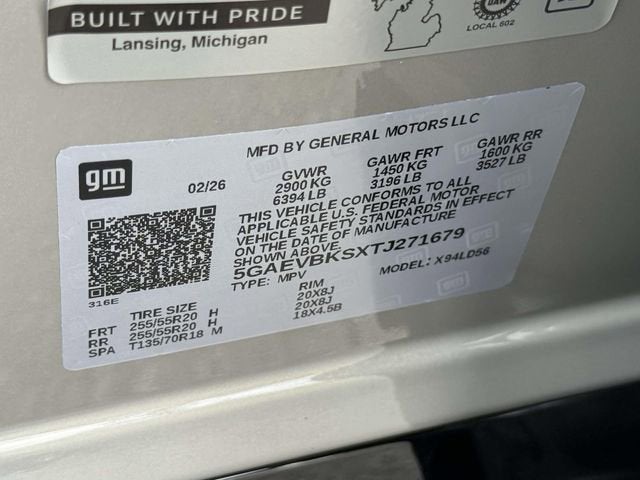 BUILT WITH PRIDE
Lansing, Michigan
UAW
LOCAL 602
gm
MFD BY GENERAL MOTORS LLC
02/26
GVWR GAWR FRT GAWR RR
2900 KG 1450 KG 1600 KG
6394 LB 3196 LB 3527 LB
THIS VEHICLE CONFORMS TO ALL
APPLICABLE U.S. FEDERAL MOTOR
VEHICLE SAFETY STANDARDS IN EFFECT
ON THE DATE OF MANUFACTURE
SHOWN ABOVE.
5GAEVBKSXTJ271679
TYPE: MPV MODEL: X94LD56
316E
TIRE SIZE RIM
FRT 255/55R20 H 20X8J
RR 255/55R20 H 20X8J
SPA T135/70R18 M 18X4.5B